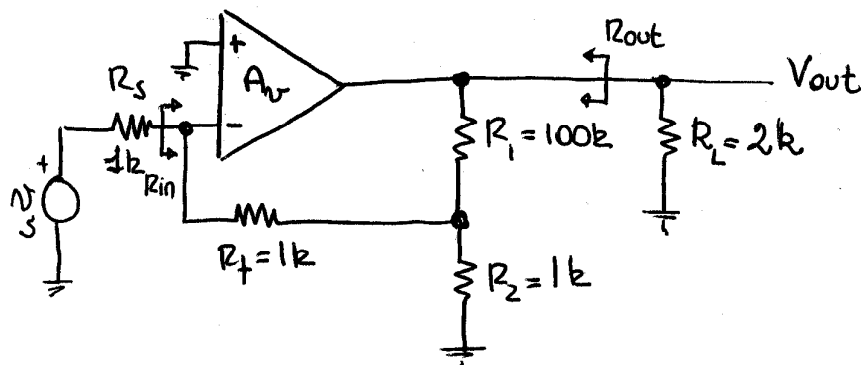 Rout
+
Av
-
Rs
1k
Rin
Vout
R1 = 100k
RL = 2k
+
vs
Rf = 1k
R2 = 1k